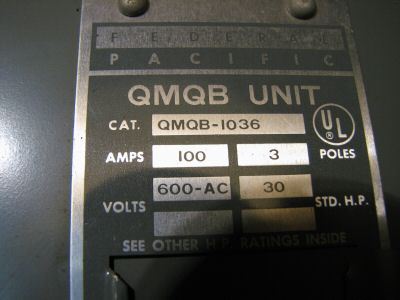 FEDERAL
PACIFIC
QMQB UNIT
CAT. QMQB-1036
UL
AMPS 100 3 POLES
VOLTS 600-AC 30 STD. H.P.
SEE OTHER H.P. RATINGS INSIDE